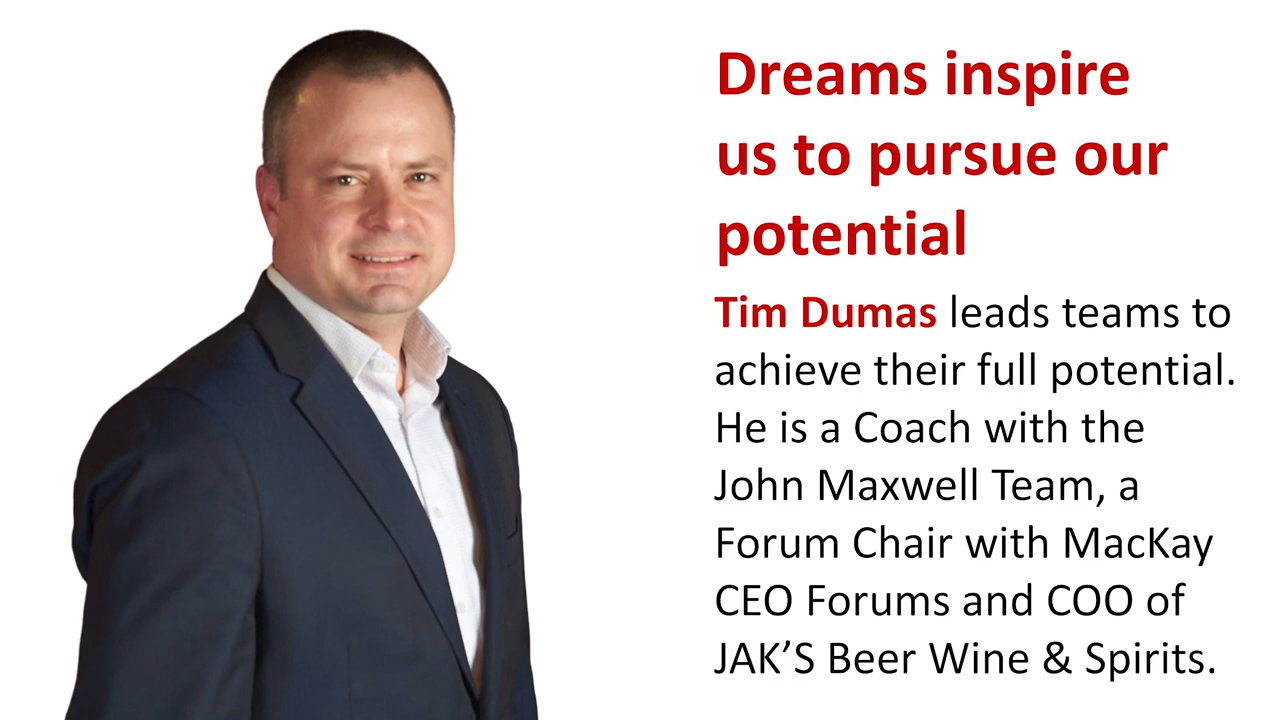 Dreams inspire
us to pursue our
potential
Tim Dumas leads teams to
achieve their full potential.
He is a Coach with the
John Maxwell Team, a
Forum Chair with MacKay
CEO Forums and COO of
JAK’S Beer Wine & Spirits.